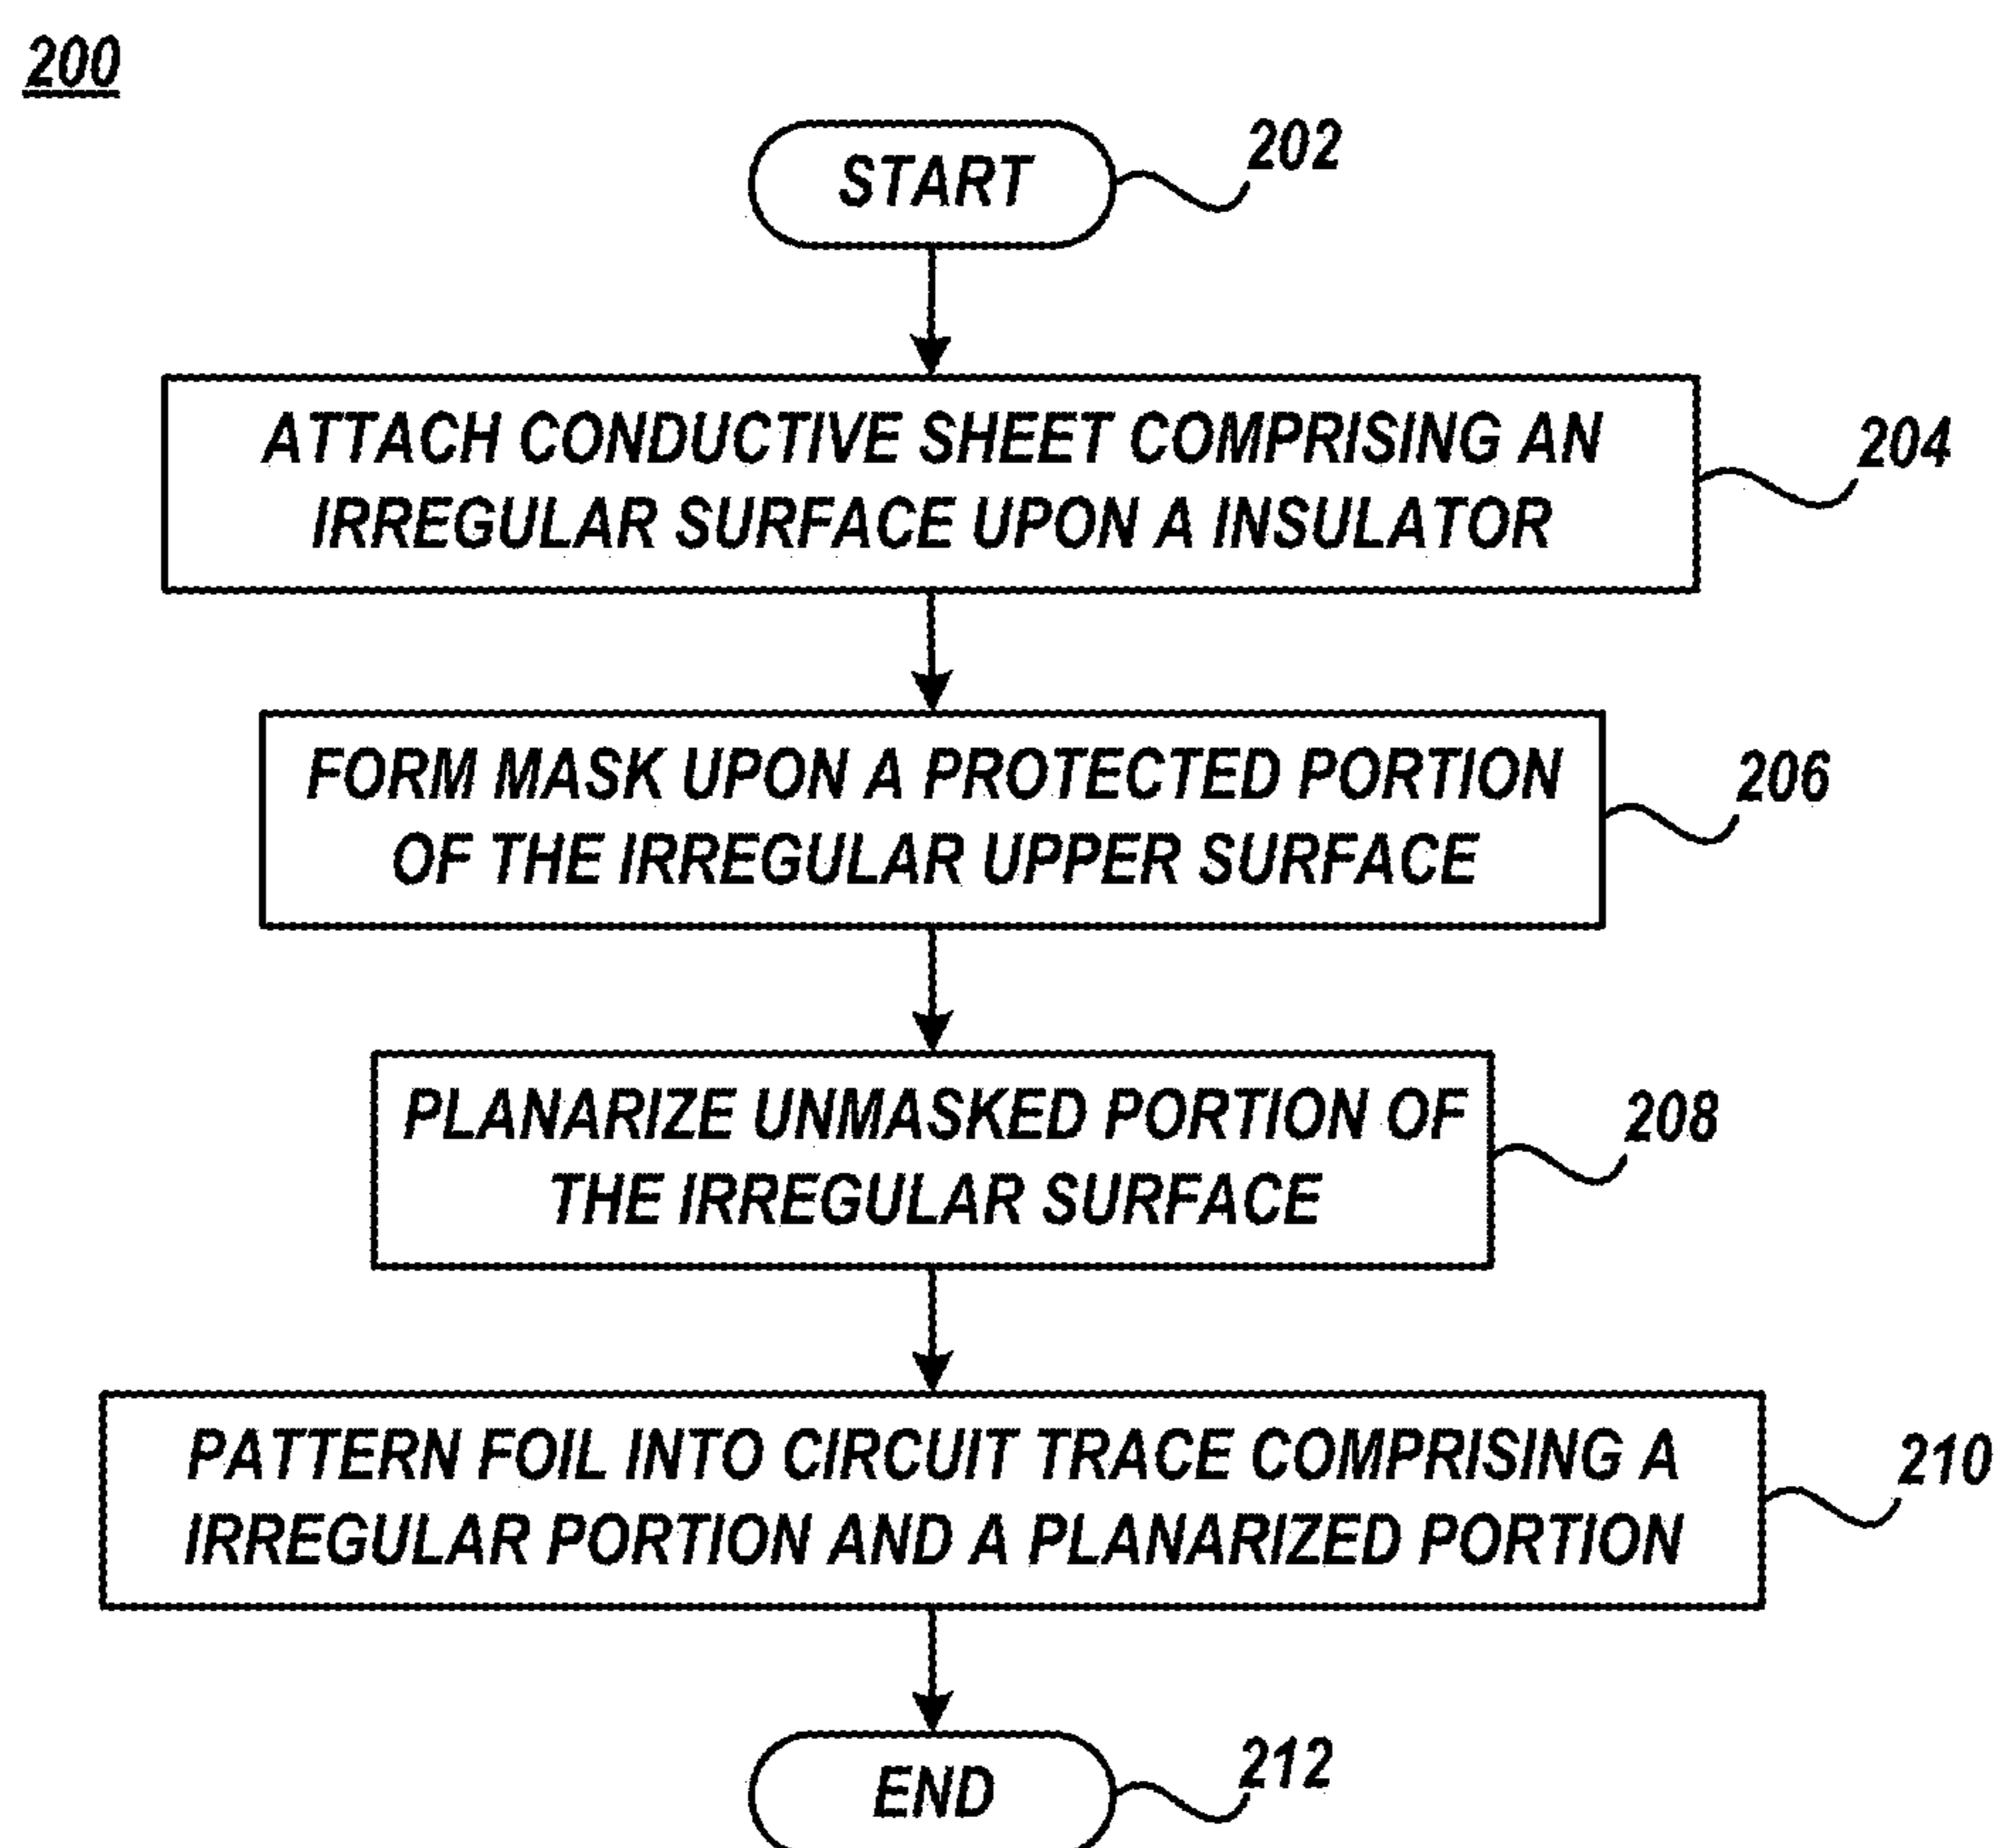 200
START
202
ATTACH CONDUCTIVE SHEET COMPRISING AN
IRREGULAR SURFACE UPON A INSULATOR
204
FORM MASK UPON A PROTECTED PORTION
OF THE IRREGULAR UPPER SURFACE
206
PLANARIZE UNMASKED PORTION OF
THE IRREGULAR SURFACE
208
PATTERN FOIL INTO CIRCUIT TRACE COMPRISING A
IRREGULAR PORTION AND A PLANARIZED PORTION
210
END
212